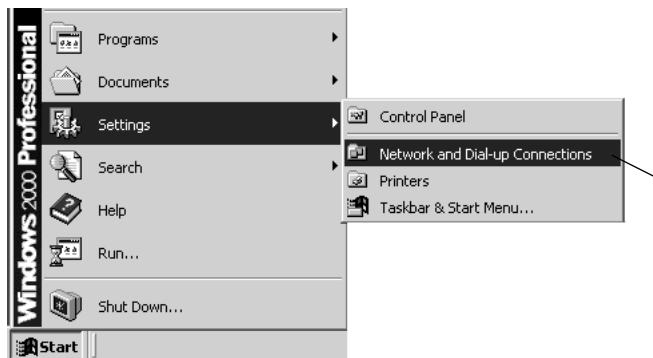 Windows 2000 Professional
Programs
Documents
Settings
Search
Help
Run...
Shut Down...
Start
Control Panel
Network and Dial-up Connections
Printers
Taskbar & Start Menu...